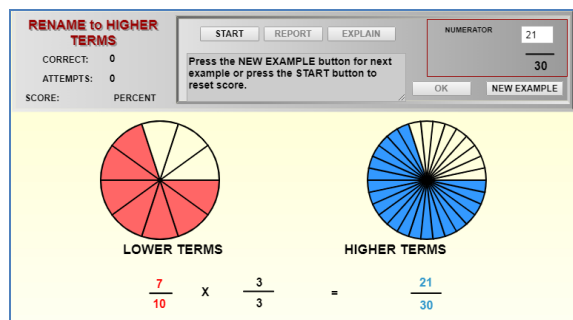 RENAME to HIGHER
TERMS
CORRECT: 0
ATTEMPTS: 0
SCORE: PERCENT
START REPORT EXPLAIN
Press the NEW EXAMPLE button for next
example or press the START button to
reset score.
NUMERATOR 21
30
OK NEW EXAMPLE
LOWER TERMS HIGHER TERMS
7 3 21
X =
10 3 30